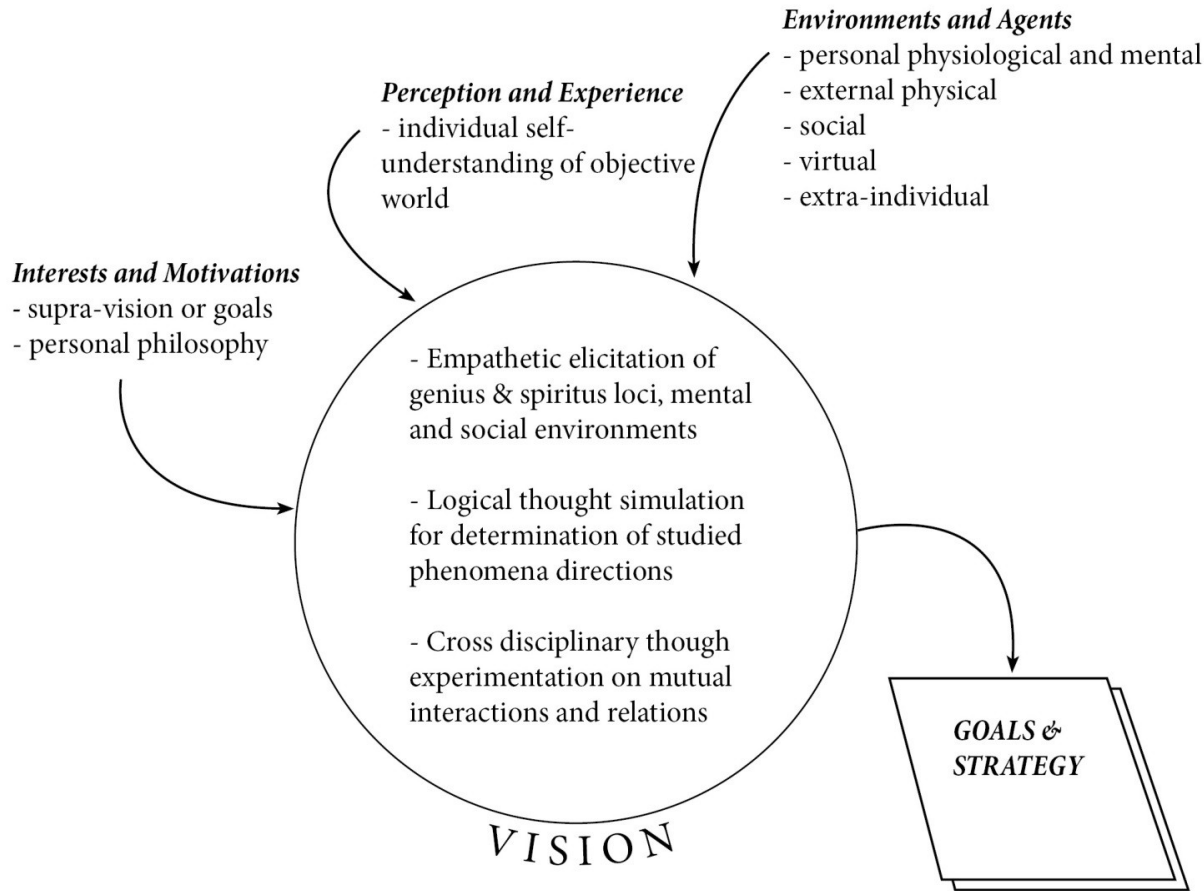 Environments and Agents
- personal physiological and mental
- external physical
- social
- virtual
- extra-individual
Perception and Experience
- individual self-
understanding of objective
world
Interests and Motivations
- supra-vision or goals
- personal philosophy
- Empathetic elicitation of
genius & spiritus loci, mental
and social environments
- Logical thought simulation
for determination of studied
phenomena directions
- Cross disciplinary though
experimentation on mutual
interactions and relations
GOALS &
STRATEGY
VISION